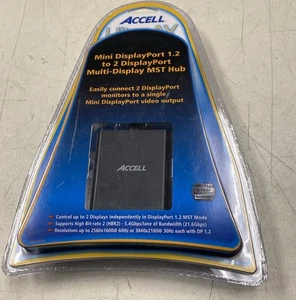 ACCELL
UltraAV
Mini DisplayPort 1.2
to 2 DisplayPort
Multi-Display MST Hub
Easily connect 2 DisplayPort
monitors to a single
Mini DisplayPort video output
ACCELL
• Control up to 2 Displays Independently in DisplayPort 1.2 MST Mode
• Supports High Bit-rate 2 (HBR2) - 5.4Gbps/lane of Bandwidth (21.6Gbps)
• Resolutions up to 2560x1600@ 60Hz or 3840x2160@ 30Hz each with DP 1.2